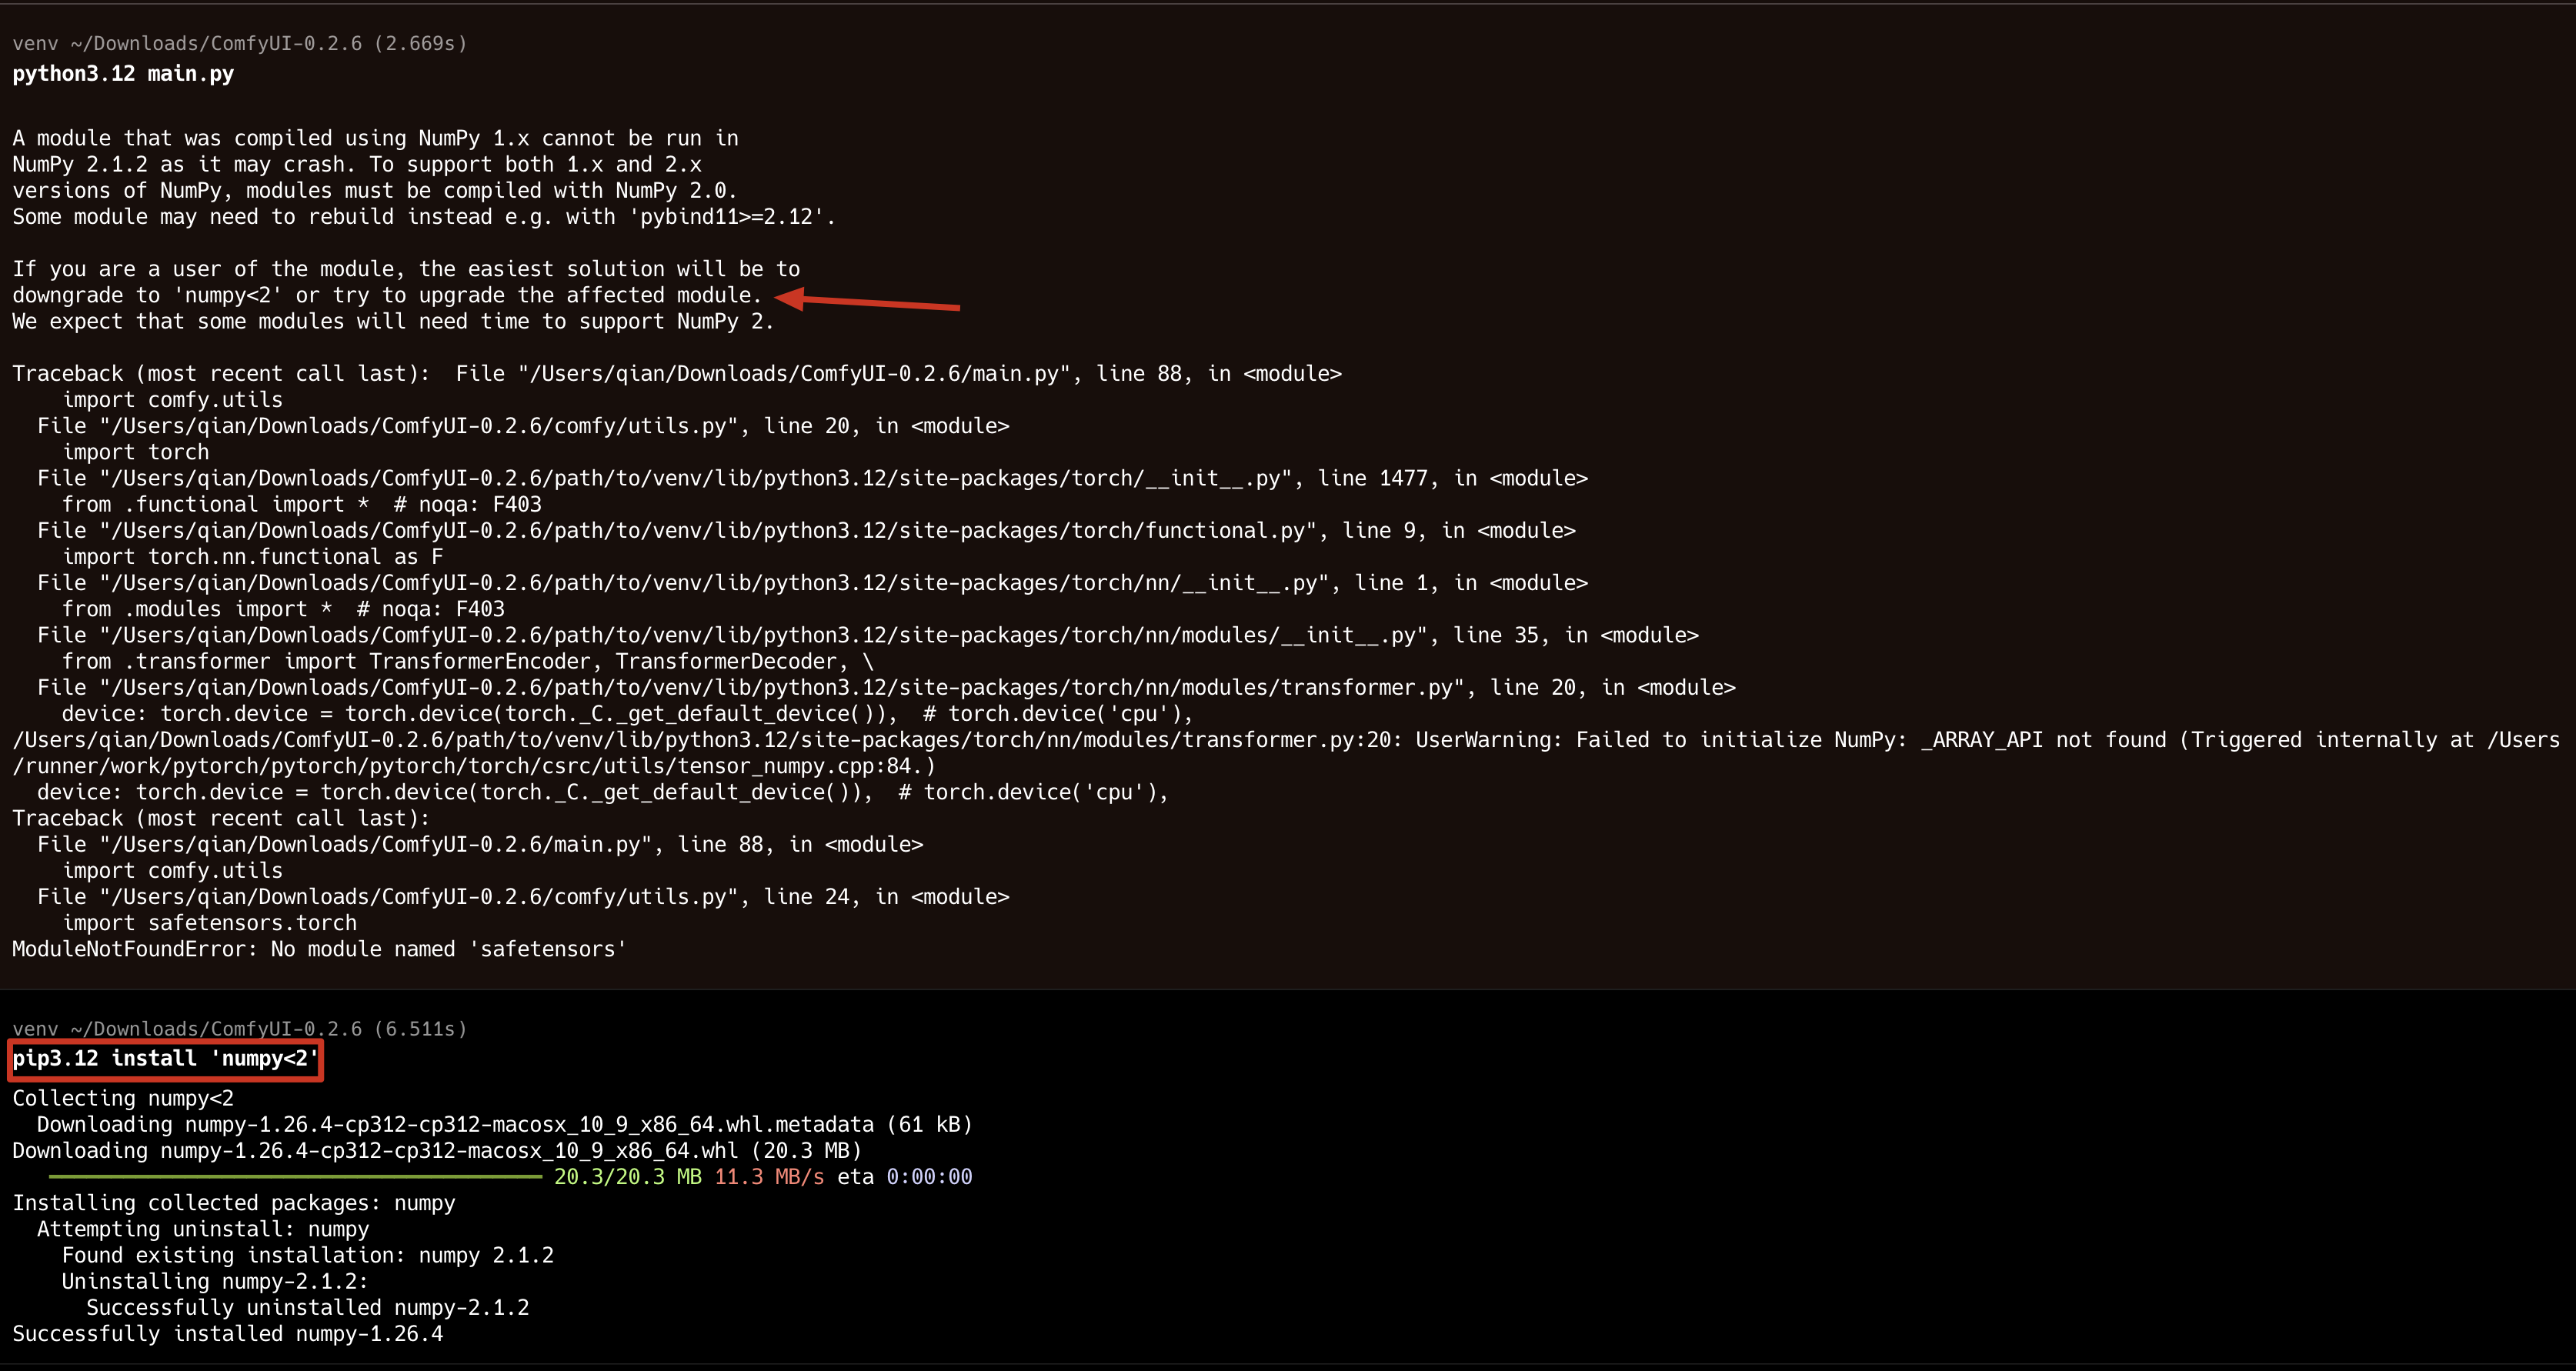 venv ~/Downloads/ComfyUI-0.2.6 (2.669s)
python3.12 main.py
A module that was compiled using NumPy 1.x cannot be run in
NumPy 2.1.2 as it may crash. To support both 1.x and 2.x
versions of NumPy, modules must be compiled with NumPy 2.0.
Some module may need to rebuild instead e.g. with 'pybind11>=2.12'.
If you are a user of the module, the easiest solution will be to
downgrade to 'numpy<2' or try to upgrade the affected module.
We expect that some modules will need time to support NumPy 2.
Traceback (most recent call last):  File "/Users/qian/Downloads/ComfyUI-0.2.6/main.py", line 88, in <module>
    import comfy.utils
  File "/Users/qian/Downloads/ComfyUI-0.2.6/comfy/utils.py", line 20, in <module>
    import torch
  File "/Users/qian/Downloads/ComfyUI-0.2.6/path/to/venv/lib/python3.12/site-packages/torch/__init__.py", line 1477, in <module>
    from .functional import *  # noqa: F403
  File "/Users/qian/Downloads/ComfyUI-0.2.6/path/to/venv/lib/python3.12/site-packages/torch/functional.py", line 9, in <module>
    import torch.nn.functional as F
  File "/Users/qian/Downloads/ComfyUI-0.2.6/path/to/venv/lib/python3.12/site-packages/torch/nn/__init__.py", line 1, in <module>
    from .modules import *  # noqa: F403
  File "/Users/qian/Downloads/ComfyUI-0.2.6/path/to/venv/lib/python3.12/site-packages/torch/nn/modules/__init__.py", line 35, in <module>
    from .transformer import TransformerEncoder, TransformerDecoder, \
  File "/Users/qian/Downloads/ComfyUI-0.2.6/path/to/venv/lib/python3.12/site-packages/torch/nn/modules/transformer.py", line 20, in <module>
    device: torch.device = torch.device(torch._C._get_default_device()),  # torch.device('cpu'),
/Users/qian/Downloads/ComfyUI-0.2.6/path/to/venv/lib/python3.12/site-packages/torch/nn/modules/transformer.py:20: UserWarning: Failed to initialize NumPy: _ARRAY_API not found (Triggered internally at /Users
/runner/work/pytorch/pytorch/pytorch/torch/csrc/utils/tensor_numpy.cpp:84.)
  device: torch.device = torch.device(torch._C._get_default_device()),  # torch.device('cpu'),
Traceback (most recent call last):
  File "/Users/qian/Downloads/ComfyUI-0.2.6/main.py", line 88, in <module>
    import comfy.utils
  File "/Users/qian/Downloads/ComfyUI-0.2.6/comfy/utils.py", line 24, in <module>
    import safetensors.torch
ModuleNotFoundError: No module named 'safetensors'
venv ~/Downloads/ComfyUI-0.2.6 (6.511s)
pip3.12 install 'numpy<2'
Collecting numpy<2
  Downloading numpy-1.26.4-cp312-cp312-macosx_10_9_x86_64.whl.metadata (61 kB)
Downloading numpy-1.26.4-cp312-cp312-macosx_10_9_x86_64.whl (20.3 MB)
20.3/20.3 MB 11.3 MB/s eta 0:00:00
Installing collected packages: numpy
  Attempting uninstall: numpy
    Found existing installation: numpy 2.1.2
    Uninstalling numpy-2.1.2:
      Successfully uninstalled numpy-2.1.2
Successfully installed numpy-1.26.4